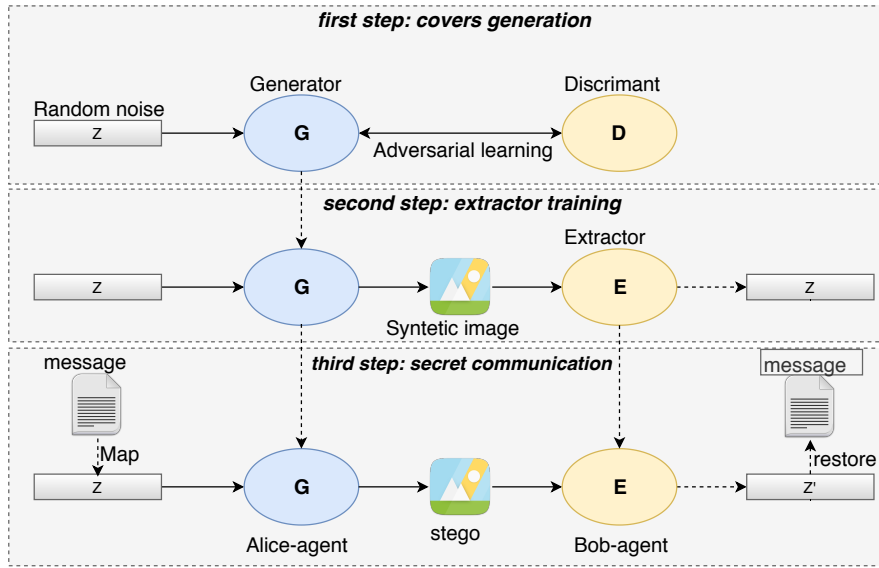 first step: covers generation
Generator
Discrimant
Random noise
z
G
D
Adversarial learning
second step: extractor training
Extractor
z
G
E
z
Syntetic image
message
third step: secret communication
message
Map
restore
z
G
E
z'
stego
Alice-agent
Bob-agent